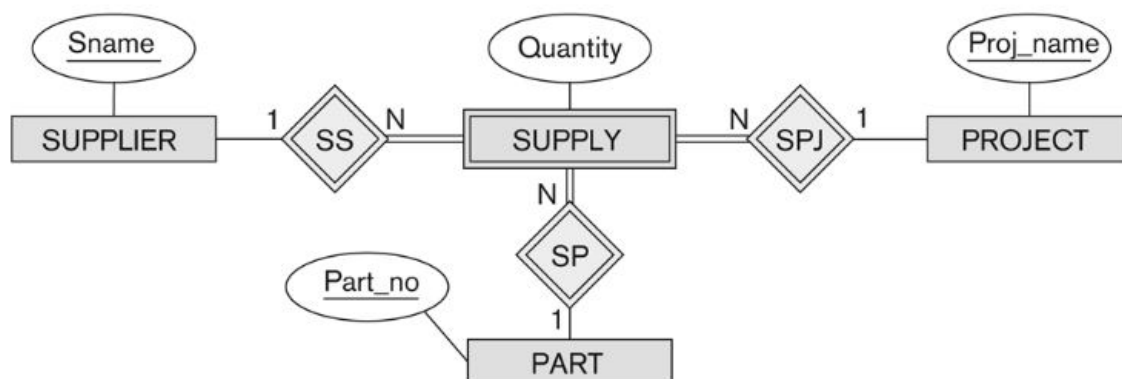 Sname Quantity Proj_name
SUPPLIER 1 SS N SUPPLY N SPJ 1 PROJECT
N
SP
Part_no
1
PART